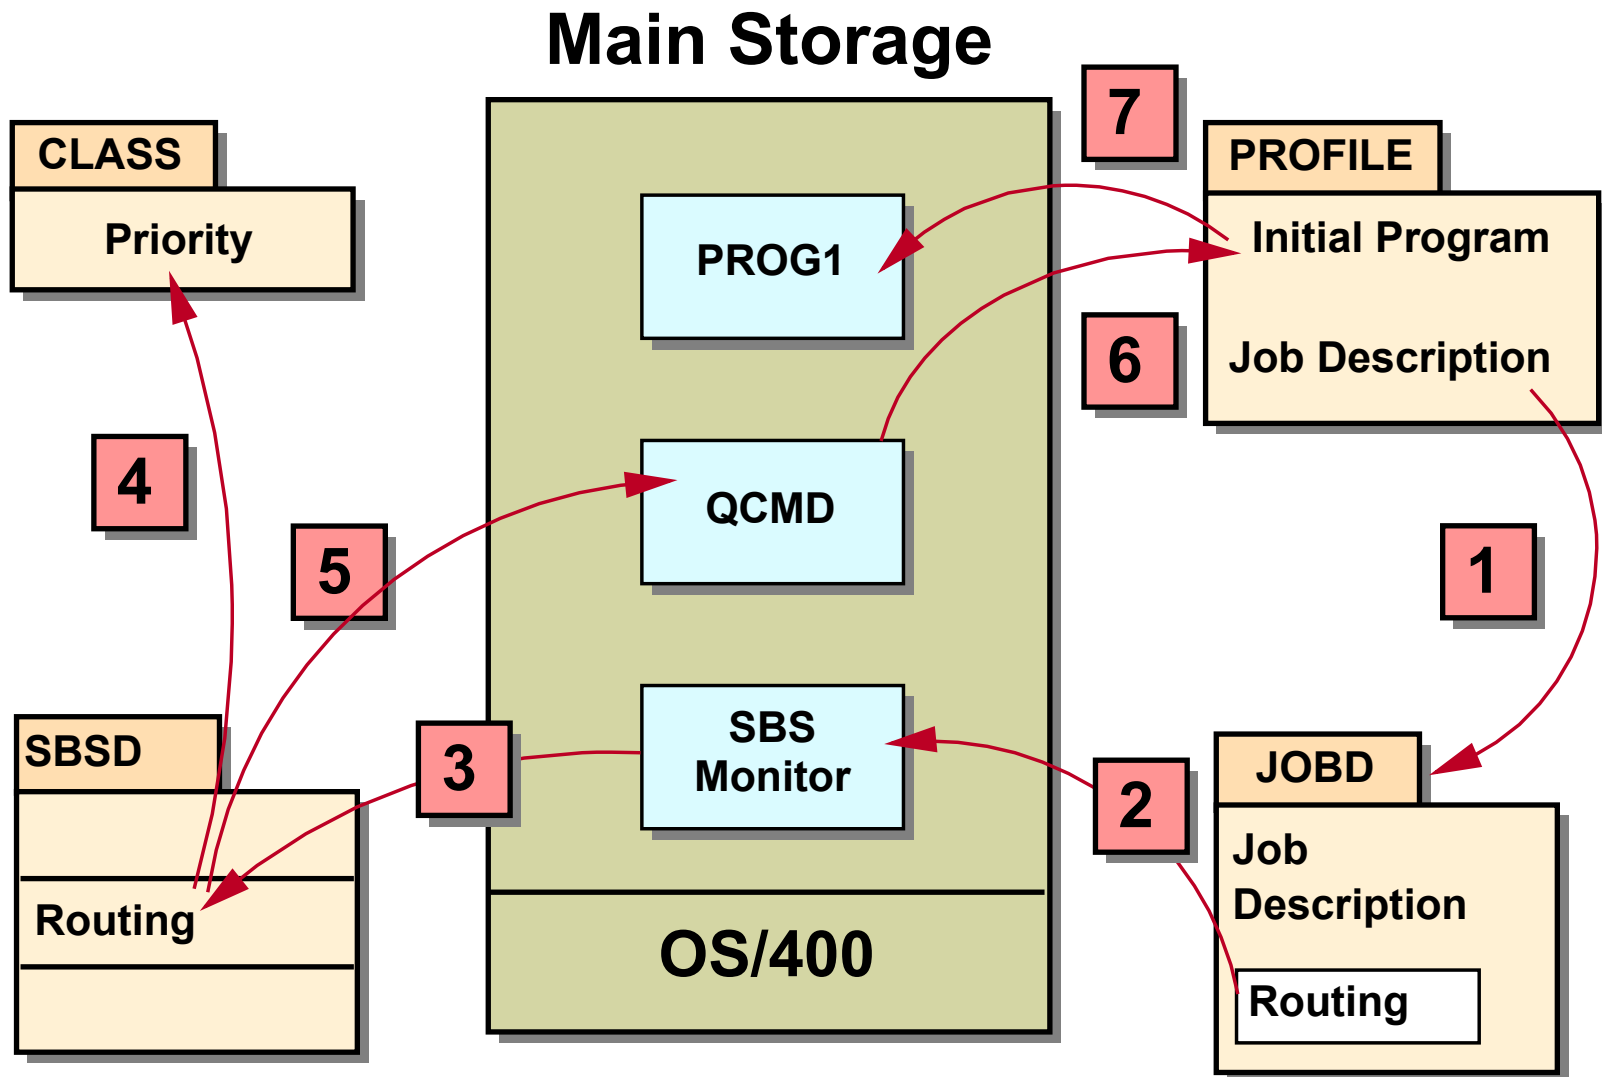 Main Storage
7
CLASS
PROFILE
Priority
Initial Program
PROG1
Job Description
6
4
QCMD
5
1
SBSD
SBS
Monitor
3
JOBD
2
Job
Description
Routing
OS/400
Routing